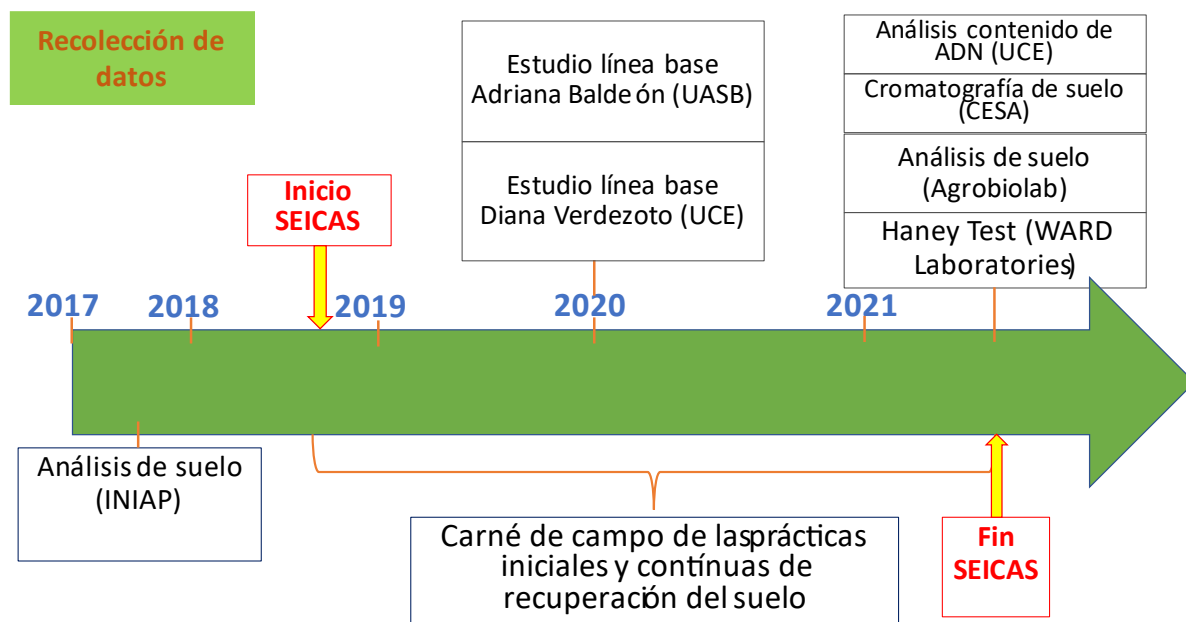 Recolección de
datos
Estudio línea base
Adriana Baldeón (UASB)
Estudio línea base
Diana Verdezoto (UCE)
Análisis contenido de
ADN (UCE)
Cromatografía de suelo
(CESA)
Análisis de suelo
(Agrobiolab)
Haney Test (WARD
Laboratories)
Inicio
SEICAS
2017
2018
2019
2020
2021
Análisis de suelo
(INIAP)
Carné de campo de lasprácticas
iniciales y contínuas de
recuperación del suelo
Fin
SEICAS